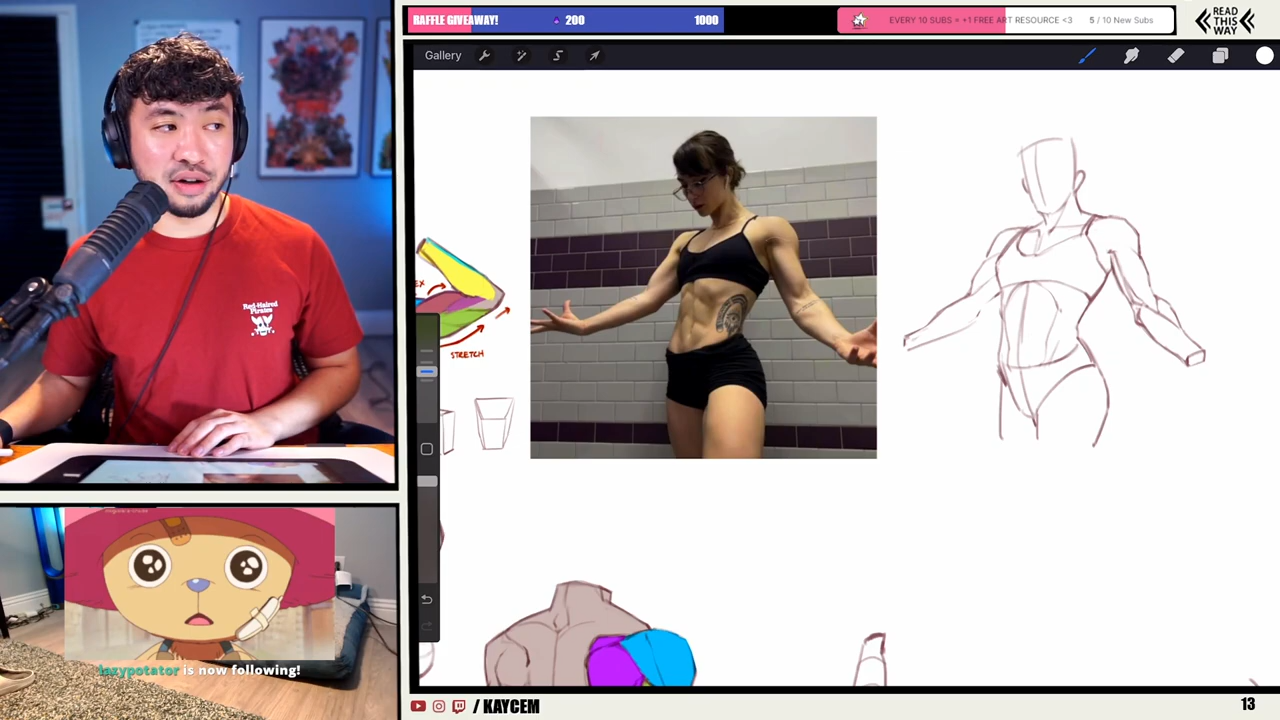 RAFFLE GIVEAWAY! 200 1000
EVERY 10 SUBS = +1 FREE ART RESOURCE <3 5 / 10 New Subs
READ
THIS
WAY
Gallery
EX
STRETCH
Red-Haired
Pirates
lazypotator is now following!
/ KAYCEM
13